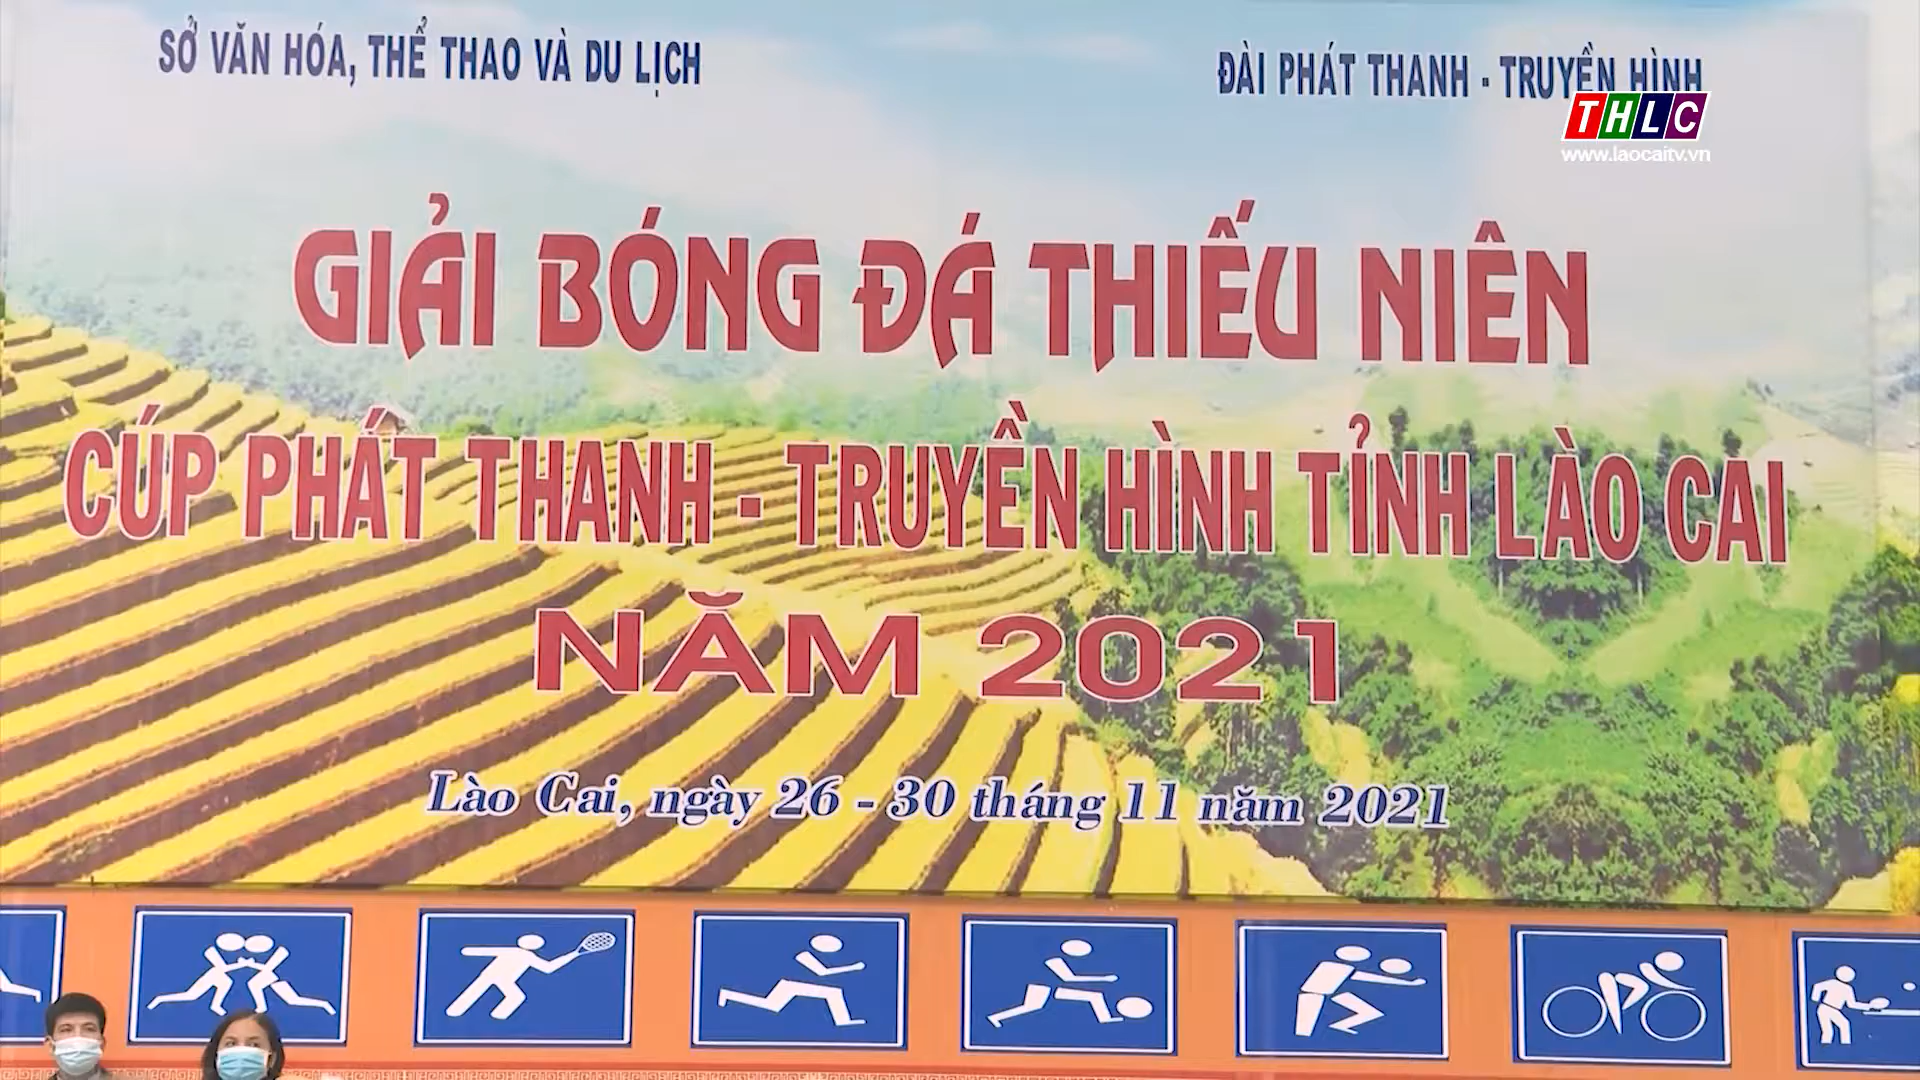 SỞ VĂN HÓA, THỂ THAO VÀ DU LỊCH
ĐÀI PHÁT THANH - TRUYỀN HÌNH
THLC
www.laocaitv.vn
GIẢI BÓNG ĐÁ THIẾU NIÊN
CÚP PHÁT THANH - TRUYỀN HÌNH TỈNH LÀO CAI
NĂM 2021
Lào Cai, ngày 26 - 30 tháng 11 năm 2021